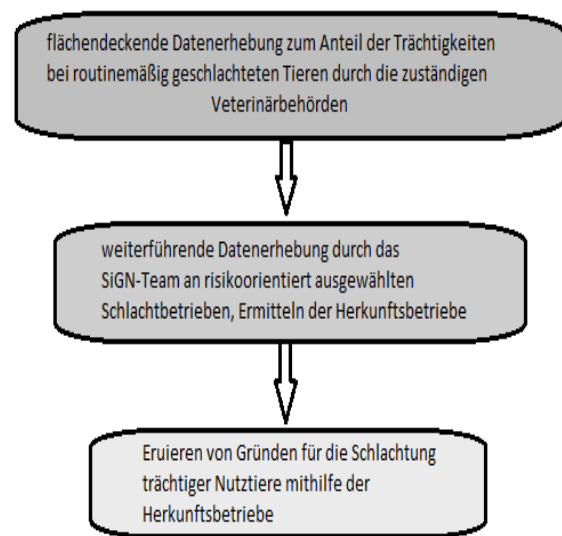 flächendeckende Datenerhebung zum Anteil der Trächtigkeiten
bei routinemäßig geschlachteten Tieren durch die zuständigen
Veterinärbehörden
weiterführende Datenerhebung durch das
SiGN-Team an risikoorientiert ausgewählten
Schlachtbetrieben, Ermitteln der Herkunftsbetriebe
Eruieren von Gründen für die Schlachtung
trächtiger Nutztiere mithilfe der
Herkunftsbetriebe